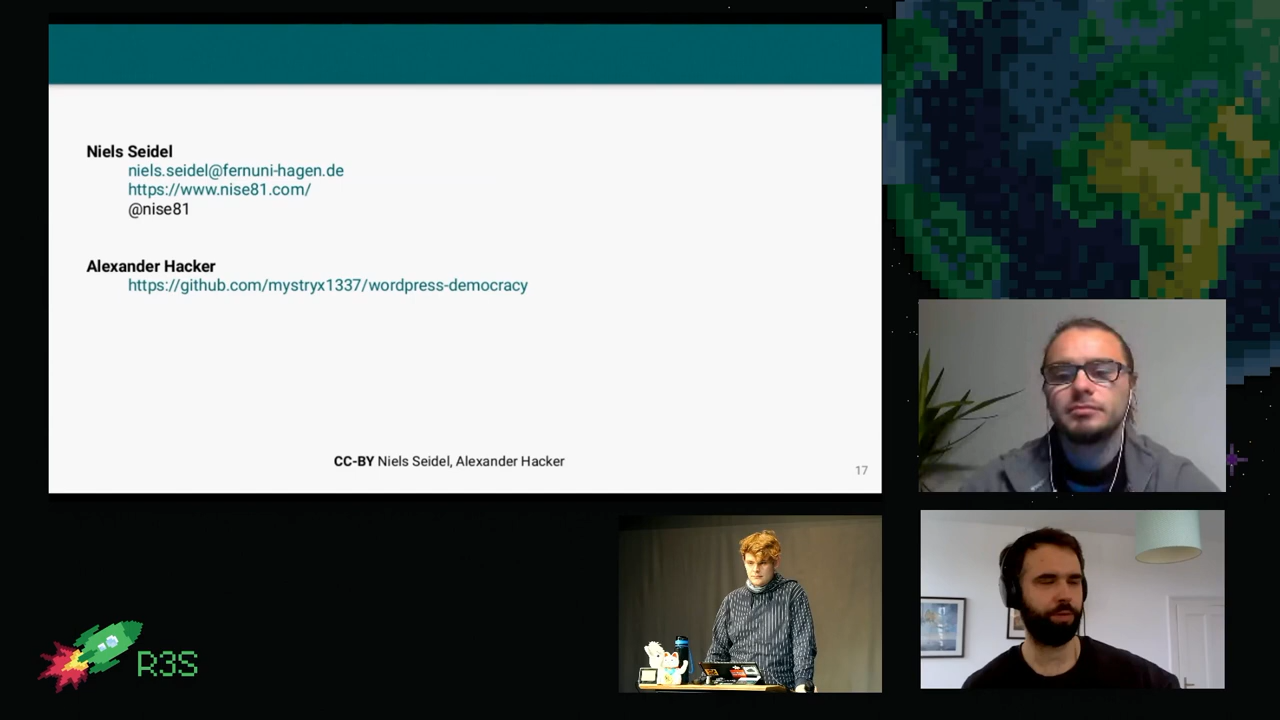 Niels Seidel
niels.seidel@fernuni-hagen.de
https://www.nise81.com/
@nise81
Alexander Hacker
https://github.com/mystryx1337/wordpress-democracy
CC-BY Niels Seidel, Alexander Hacker
17
R3S